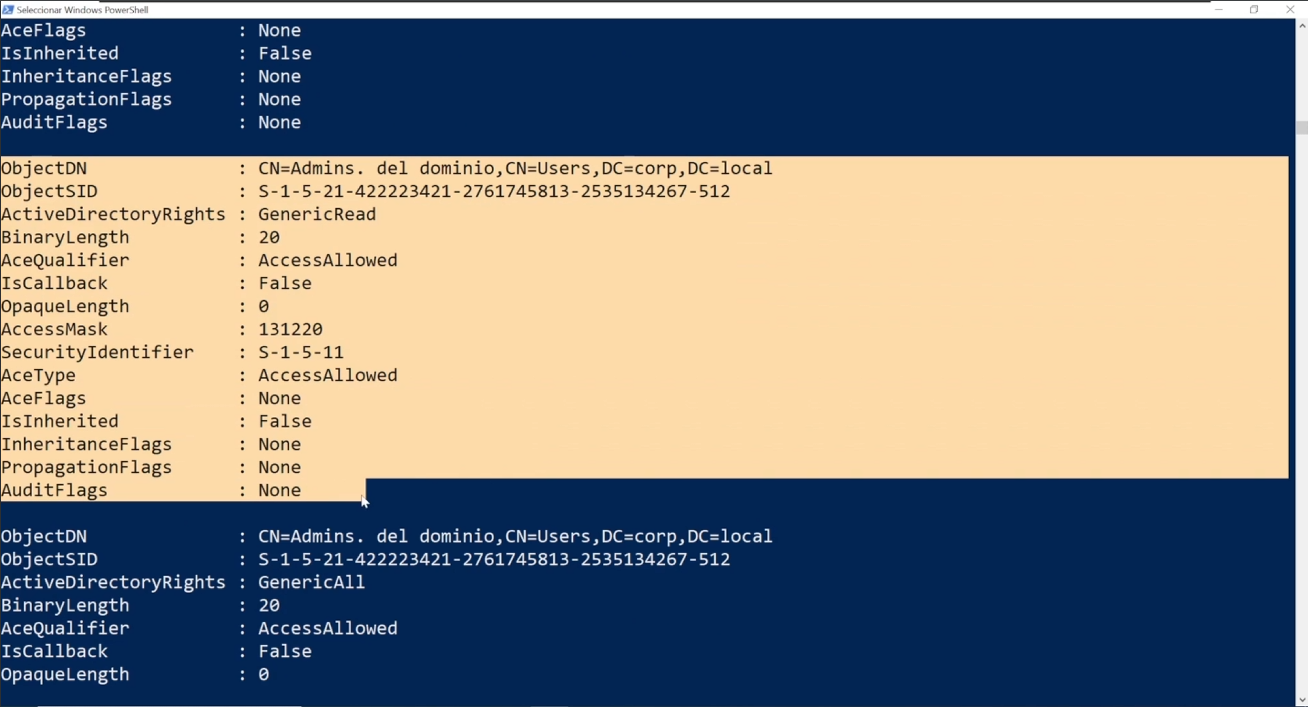 Seleccionar Windows PowerShell
AceFlags : None
IsInherited : False
InheritanceFlags : None
PropagationFlags : None
AuditFlags : None
ObjectDN : CN=Admins. del dominio,CN=Users,DC=corp,DC=local
ObjectSID : S-1-5-21-422223421-2761745813-2535134267-512
ActiveDirectoryRights : GenericRead
BinaryLength : 20
AceQualifier : AccessAllowed
IsCallback : False
OpaqueLength : 0
AccessMask : 131220
SecurityIdentifier : S-1-5-11
AceType : AccessAllowed
AceFlags : None
IsInherited : False
InheritanceFlags : None
PropagationFlags : None
AuditFlags : None
ObjectDN : CN=Admins. del dominio,CN=Users,DC=corp,DC=local
ObjectSID : S-1-5-21-422223421-2761745813-2535134267-512
ActiveDirectoryRights : GenericAll
BinaryLength : 20
AceQualifier : AccessAllowed
IsCallback : False
OpaqueLength : 0